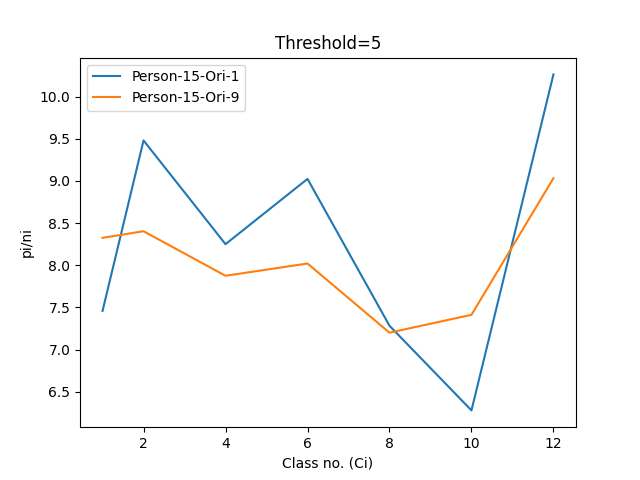 Threshold=5
Person-15-Ori-1
Person-15-Ori-9
pi/ni
10.0
9.5
9.0
8.5
8.0
7.5
7.0
6.5
2 4 6 8 10 12
Class no. (Ci)